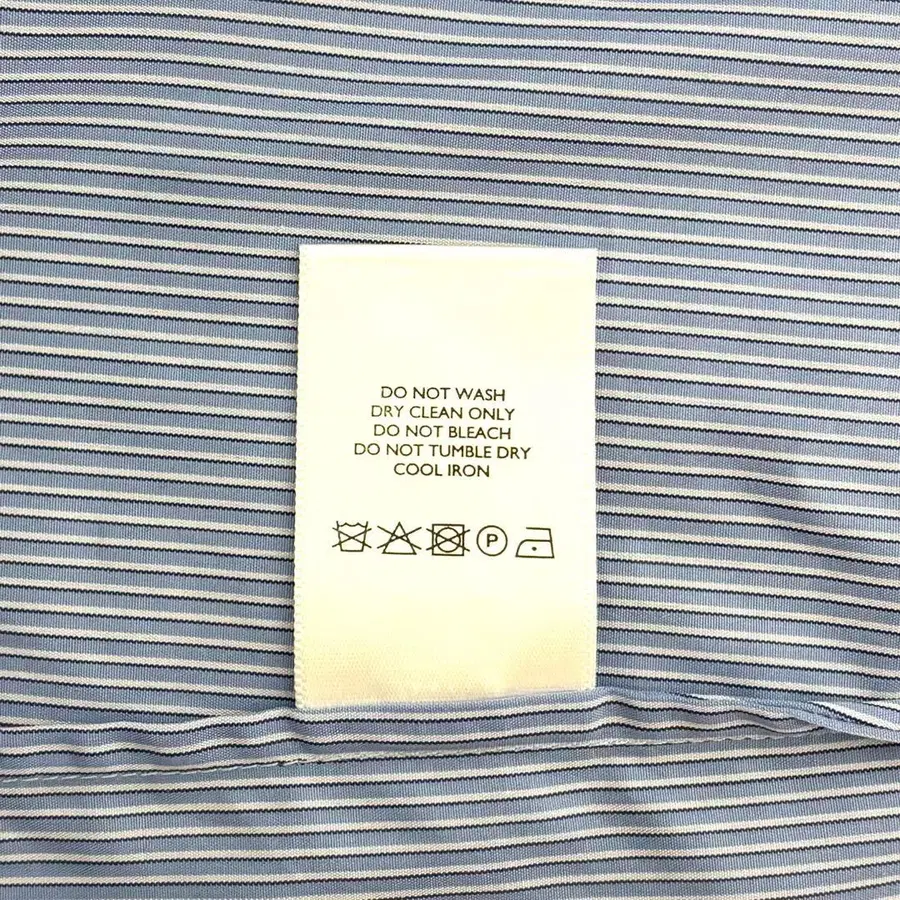 DO NOT WASH
DRY CLEAN ONLY
DO NOT BLEACH
DO NOT TUMBLE DRY
COOL IRON
P